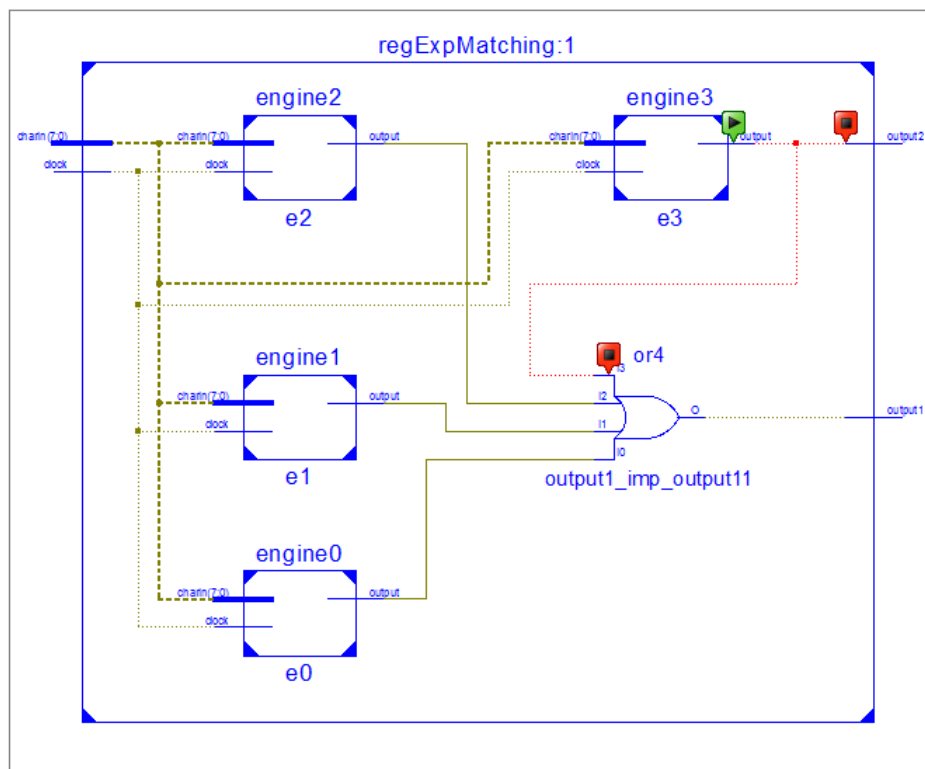 regExpMatching:1
engine2
engine3
charIn(7:0)
charIn(7:0)
output
charIn(7:0)
output
output2
clock
clock
clock
e2
e3
engine1
or4
I3
charIn(7:0)
output
I2
O
output1
clock
I1
I0
e1
output1_imp_output11
engine0
charIn(7:0)
output
clock
e0